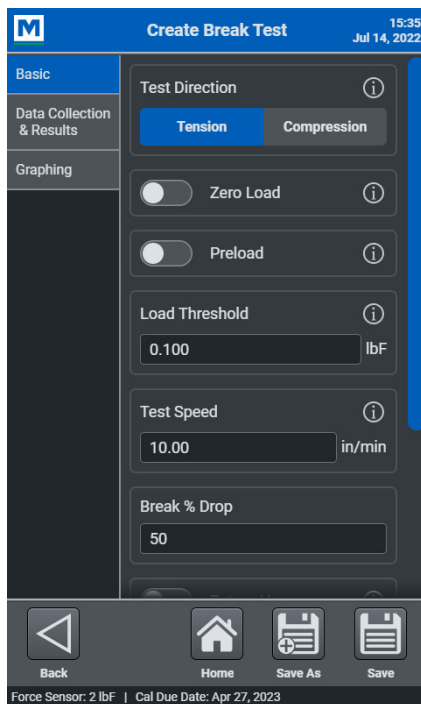 M
Create Break Test
15:35
Jul 14, 2022
Basic
Data Collection
& Results
Graphing
Test Direction
Tension
Compression
Zero Load
Preload
Load Threshold
0.100
lbF
Test Speed
10.00
in/min
Break % Drop
50
Back
Home
Save As
Save
Force Sensor: 2 lbF | Cal Due Date: Apr 27, 2023